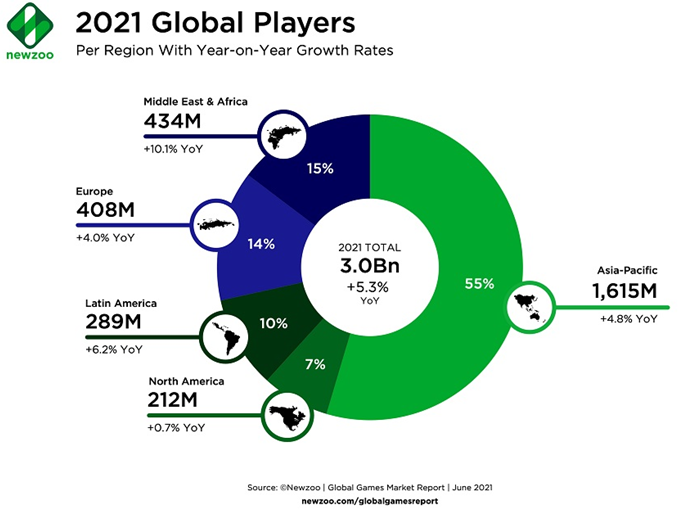 newzoo
2021 Global Players
Per Region With Year-on-Year Growth Rates
Middle East & Africa
434M
+10.1% YoY
15%
Europe
408M
+4.0% YoY
14%
2021 TOTAL
3.0Bn
+5.3%
YoY
55%
Asia-Pacific
1,615M
+4.8% YoY
Latin America
289M
+6.2% YoY
10%
7%
North America
212M
+0.7% YoY
Source: ©Newzoo | Global Games Market Report | June 2021
newzoo.com/globalgamesreport